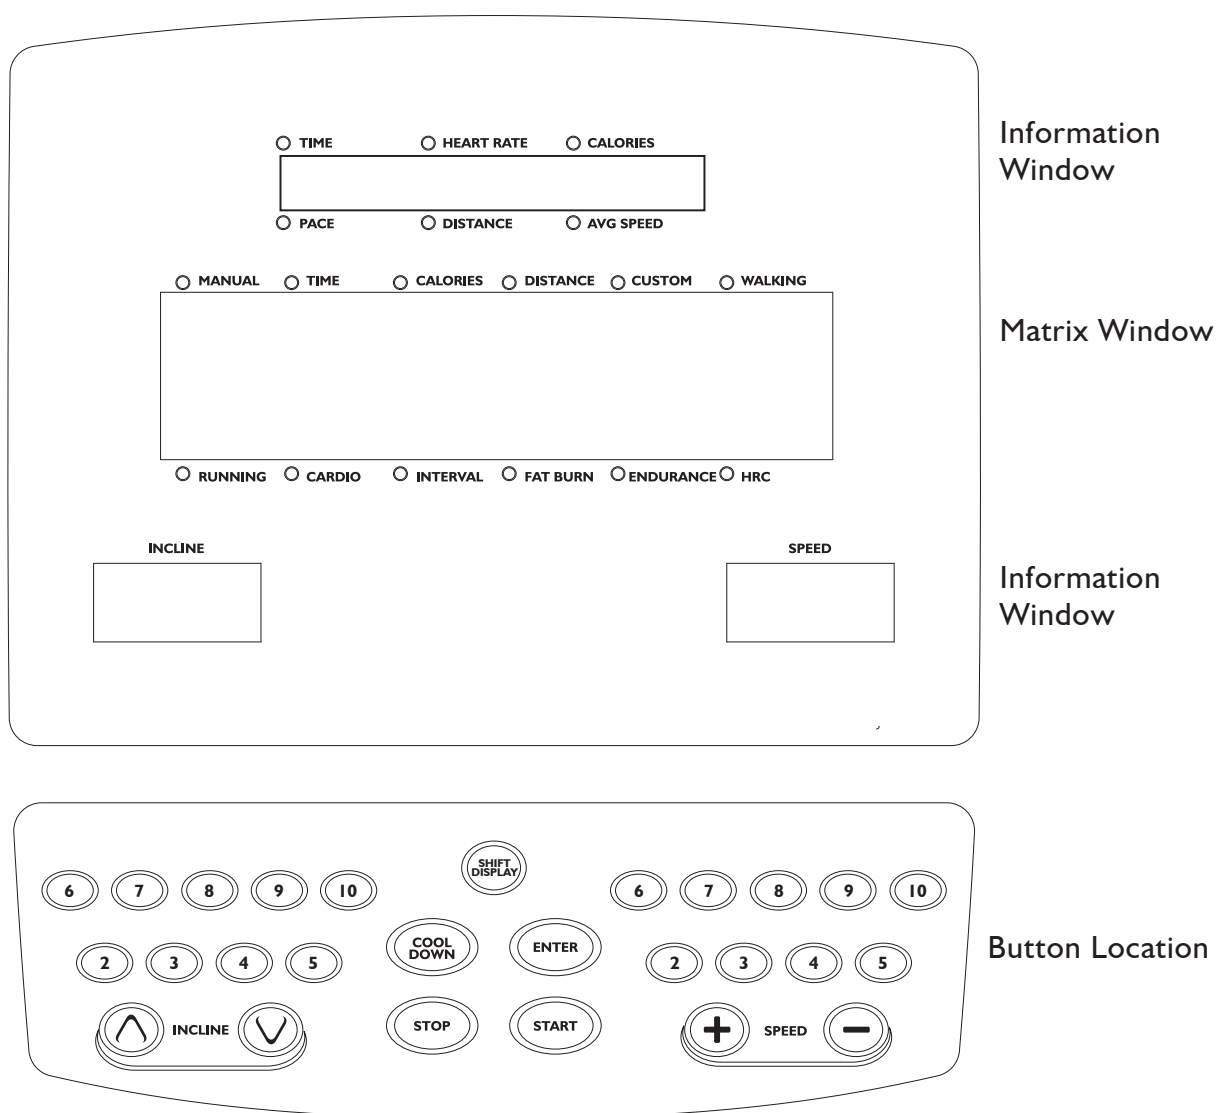 Information
Window
TIME HEART RATE CALORIES
PACE DISTANCE AVG SPEED
MANUAL TIME CALORIES DISTANCE CUSTOM WALKING
Matrix Window
RUNNING CARDIO INTERVAL FAT BURN ENDURANCE HRC
INCLINE SPEED
Information
Window
SHIFT
DISPLAY
6 7 8 9 10 6 7 8 9 10
COOL
DOWN
ENTER
Button Location
2 3 4 5 2 3 4 5
INCLINE STOP START + SPEED −